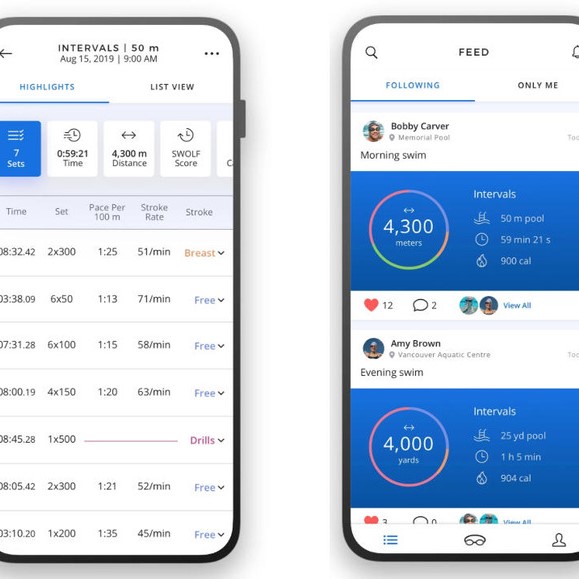 INTERVALS | 50 m
Aug 15, 2019 | 9:00 AM
HIGHLIGHTS
LIST VIEW
7
Sets
0:59:21
Time
4,300 m
Distance
SWOLF
Score
Time
Set
Pace Per
100 m
Stroke
Rate
Stroke
08:32.42 2x300 1:25 51/min Breast
03:38.09 6x50 1:13 71/min Free
07:31.28 6x100 1:15 58/min Free
08:00.19 4x150 1:20 63/min Free
08:45.28 1x500 Drills
08:05.42 2x300 1:21 52/min Free
03:10.20 1x200 1:35 45/min Free
FEED
FOLLOWING
ONLY ME
Bobby Carver
Memorial Pool
Morning swim
4,300
meters
Intervals
50 m pool
59 min 21 s
900 cal
12
2
View All
Amy Brown
Vancouver Aquatic Centre
Evening swim
4,000
yards
Intervals
25 yd pool
1 h 5 min
904 cal
3
0
View All